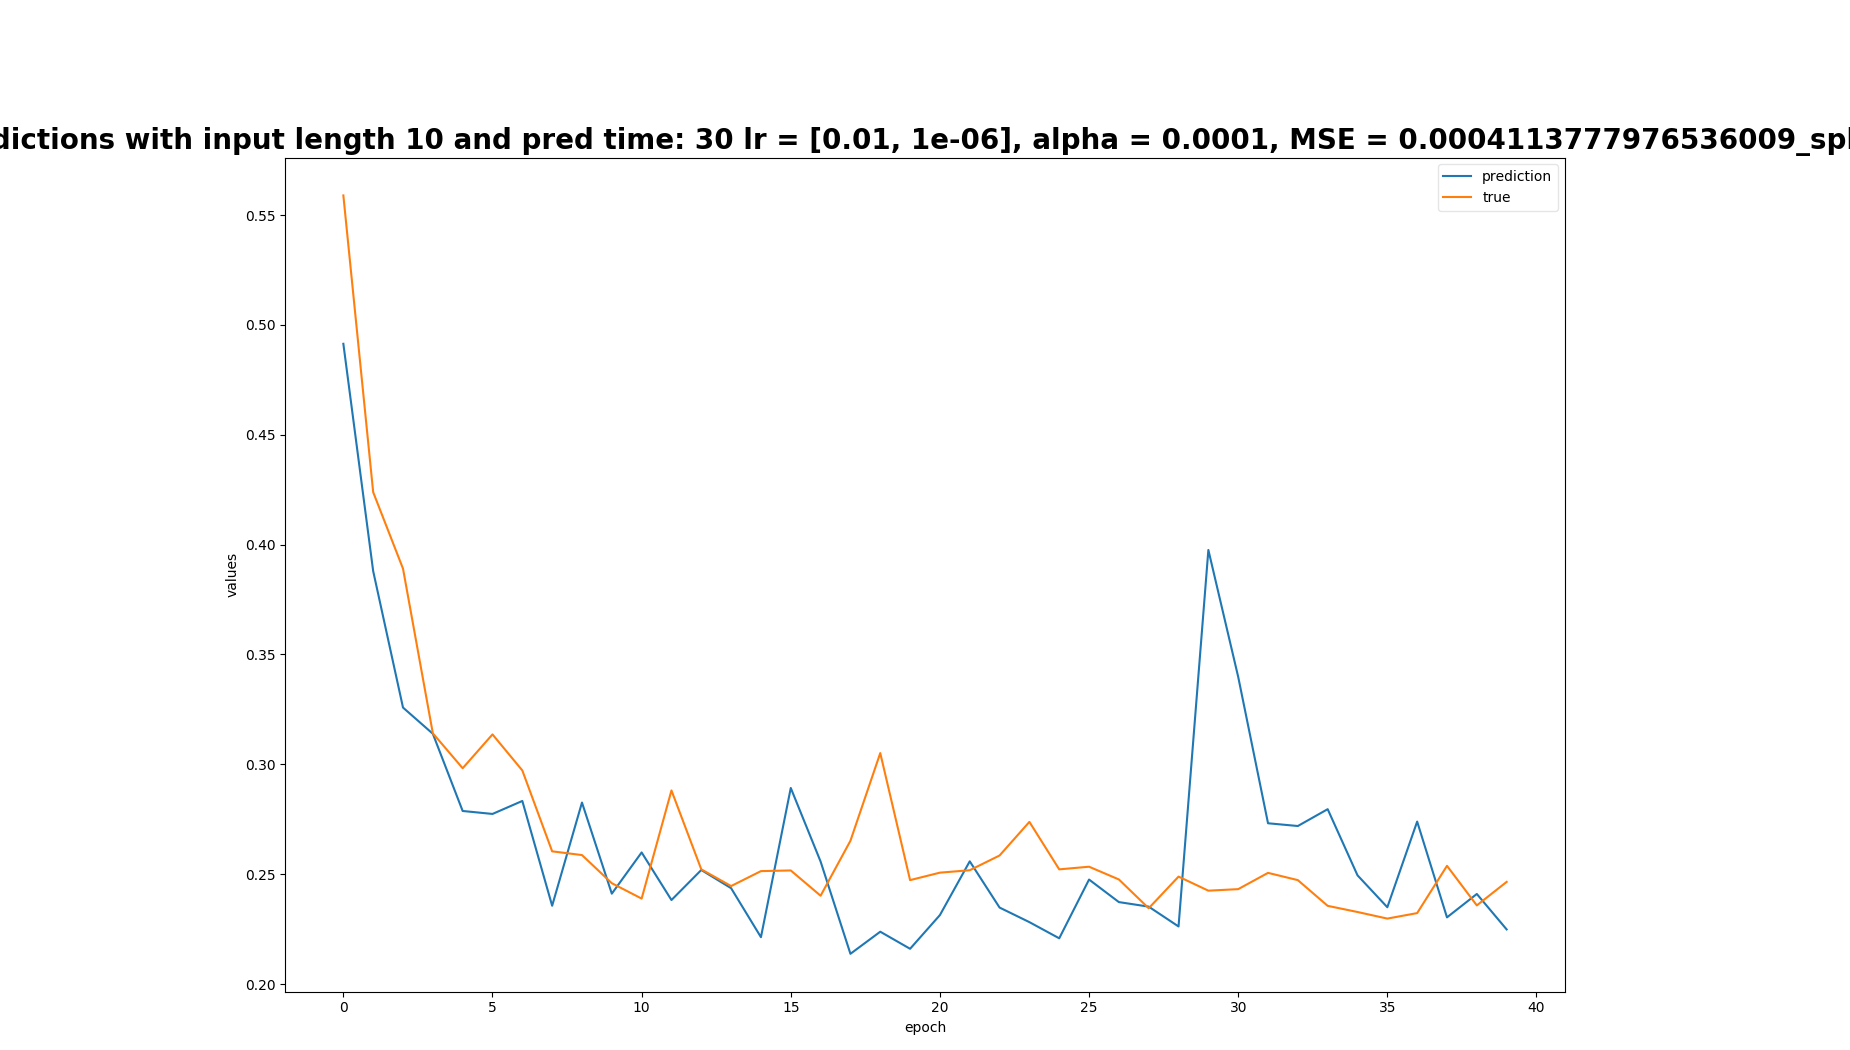 dictions with input length 10 and pred time: 30 lr = [0.01, 1e-06], alpha = 0.0001, MSE = 0.0004113777976536009_spl
prediction
true
0.55
0.50
0.45
0.40
0.35
0.30
0.25
0.20
values
0 5 10 15 20 25 30 35 40
epoch